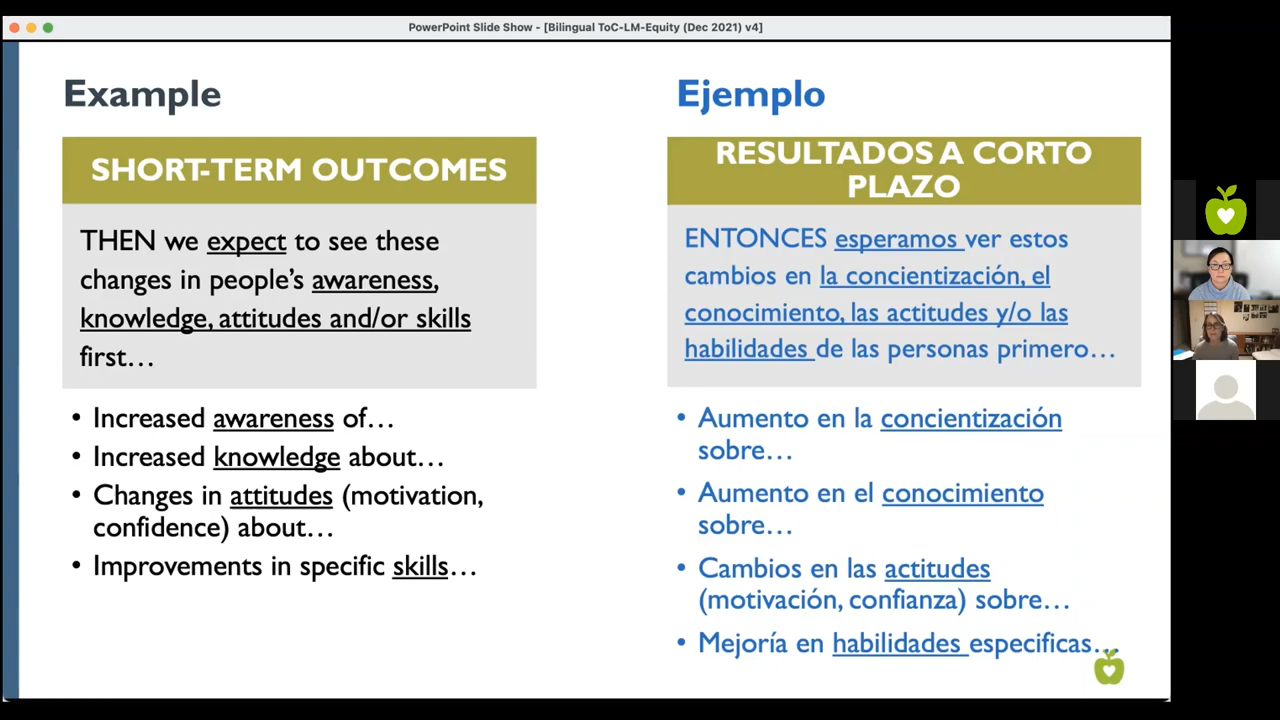 PowerPoint Slide Show - [Bilingual ToC-LM-Equity (Dec 2021) v4]
Example
SHORT-TERM OUTCOMES
THEN we expect to see these
changes in people's awareness,
knowledge, attitudes and/or skills
first…
• Increased awareness of…
• Increased knowledge about…
• Changes in attitudes (motivation,
confidence) about…
• Improvements in specific skills…
Ejemplo
RESULTADOS A CORTO
PLAZO
ENTONCES esperamos ver estos
cambios en la concientización, el
conocimiento, las actitudes y/o las
habilidades de las personas primero…
• Aumento en la concientización
sobre…
• Aumento en el conocimiento
sobre…
• Cambios en las actitudes
(motivación, confianza) sobre…
• Mejoría en habilidades especificas…